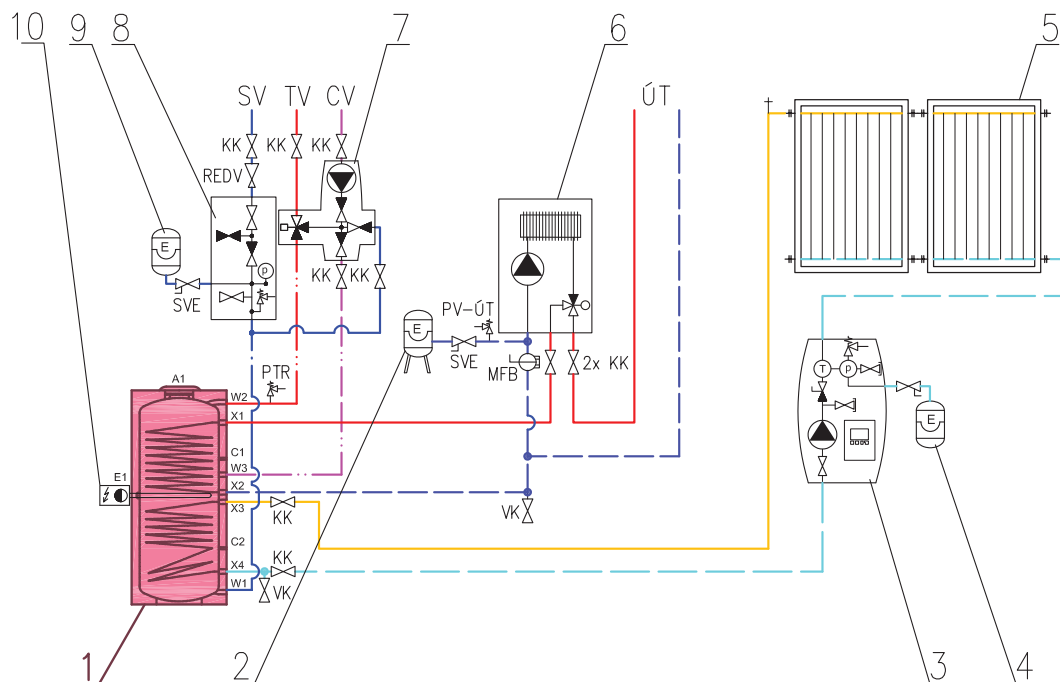 10 9 8 7 6 5
SV TV CV ÚT
KK KK KK
REDV
E
P
SVE
KK KK
PV-ÚT
E
SVE
MFB
2x KK
PTR
A1
W2
X1
C1
W3
E1
X2
X3
KK
VK
C2
KK
X4
VK
W1
T P
E
1 2 3 4